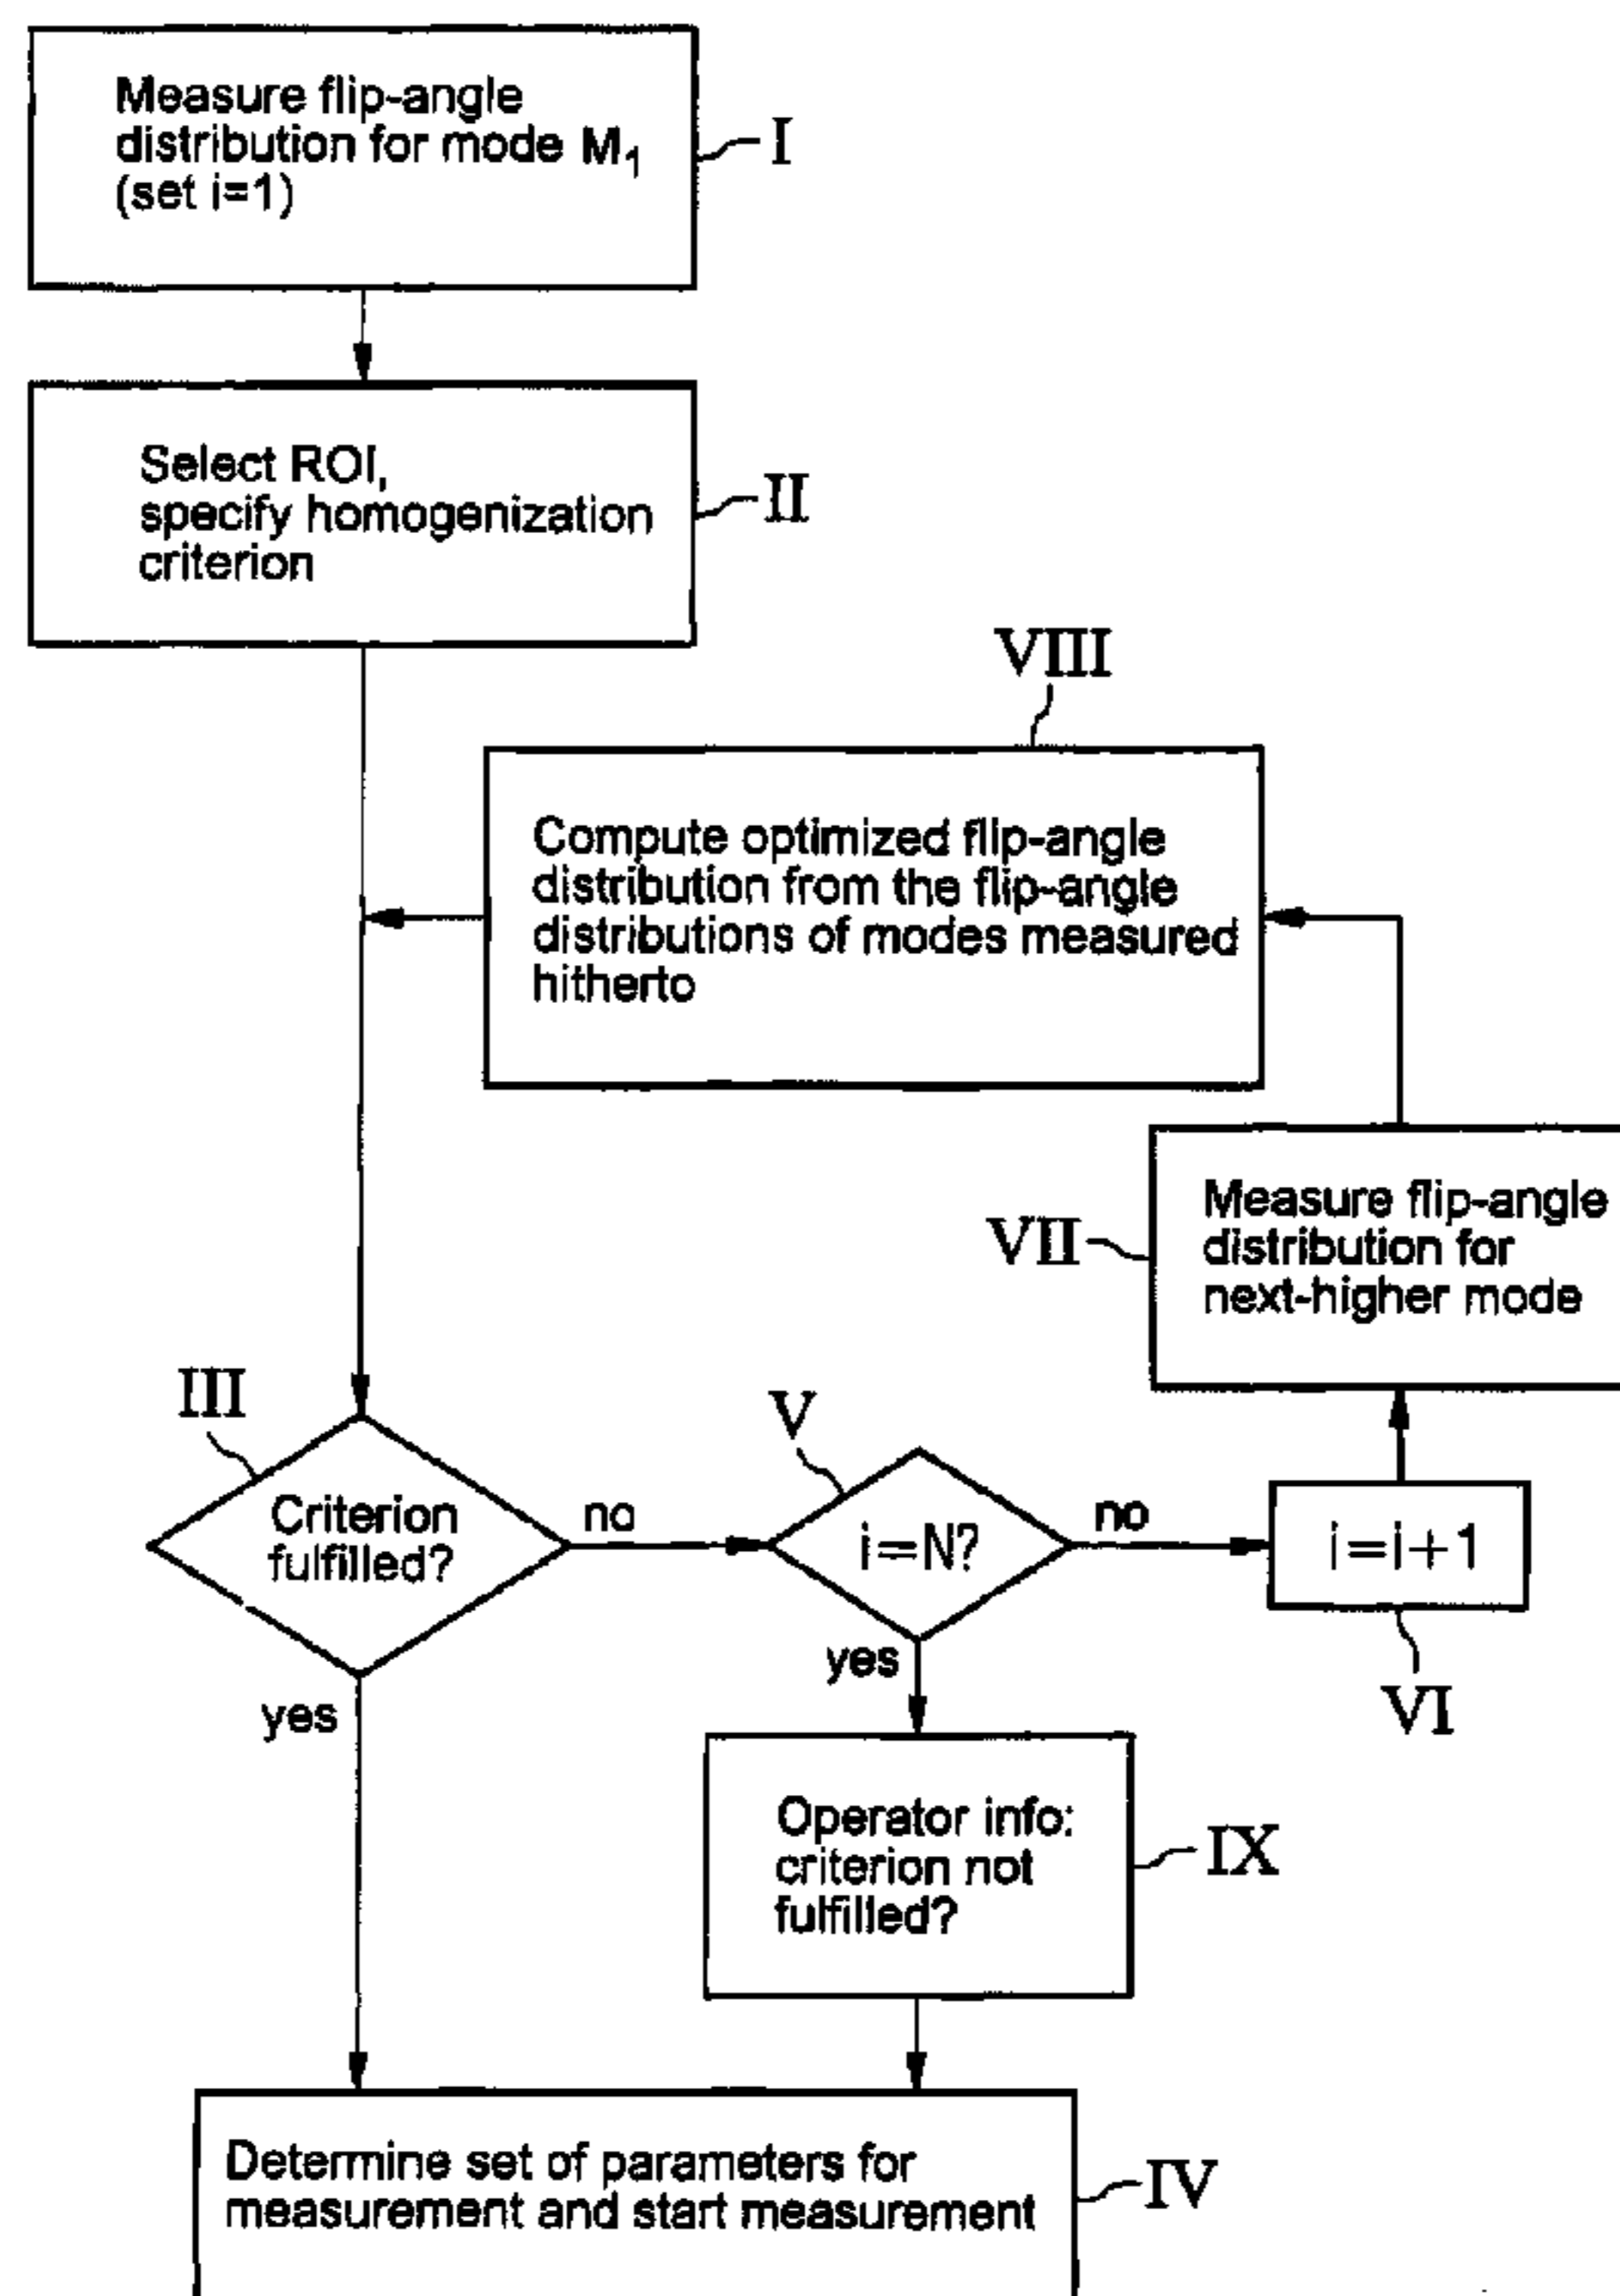 Measure flip-angle
distribution for mode M₁
(set i=1)
I
Select ROI,
specify homogenization
criterion
II
VIII
Compute optimized flip-angle
distribution from the flip-angle
distributions of modes measured
hitherto
VII
Measure flip-angle
distribution for
next-higher mode
III
Criterion
fulfilled?
no
V
i=N?
no
i=i+1
VI
yes
yes
Operator info:
criterion not
fulfilled?
IX
Determine set of parameters for
measurement and start measurement
IV